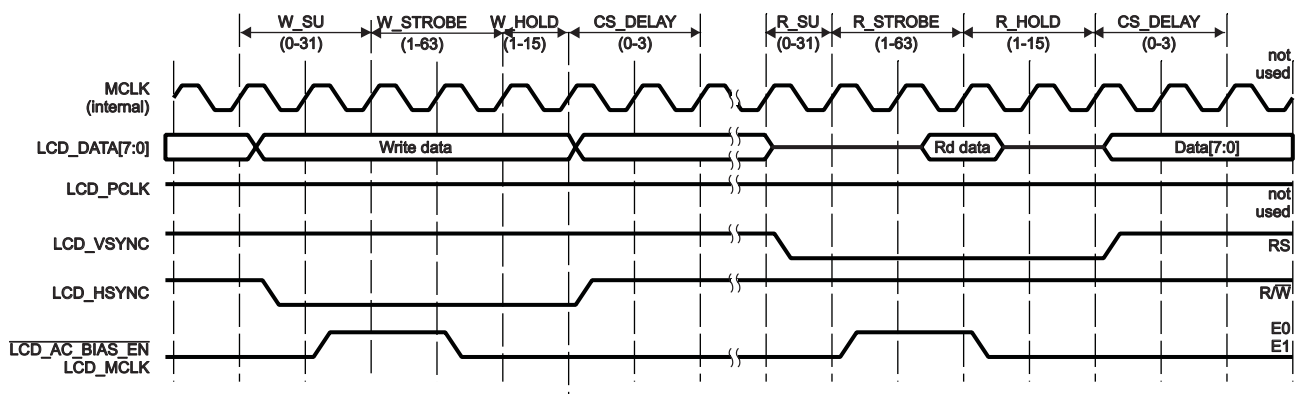 W_SU W_STROBE W_HOLD CS_DELAY R_SU R_STROBE R_HOLD CS_DELAY
(0-31) (1-63) (1-15) (0-3) (0-31) (1-63) (1-15) (0-3)
not
used
MCLK
(internal)
LCD_DATA[7:0] Write data Rd data Data[7:0]
LCD_PCLK
not
used
LCD_VSYNC RS
LCD_HSYNC R/W
E0
LCD_AC_BIAS_EN E1
LCD_MCLK